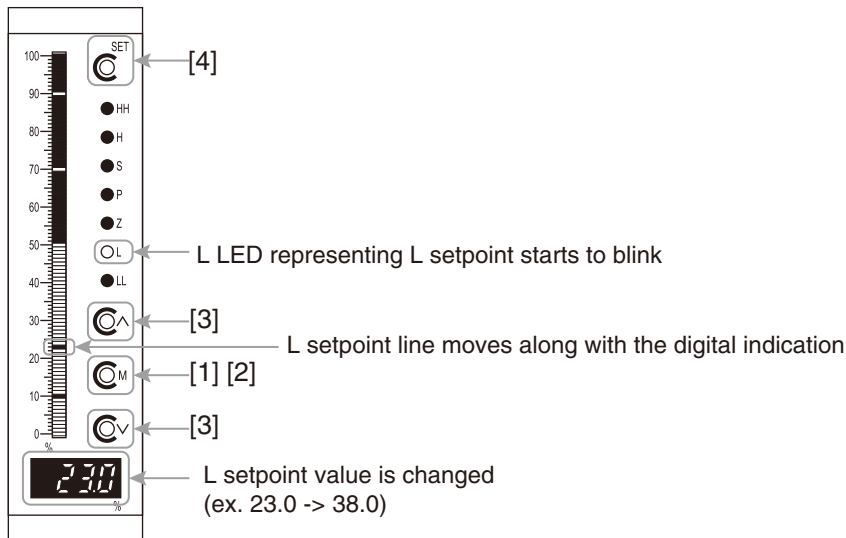 SET
100
[4]
90
HH
80
H
S
70
P
60
Z
50
L
L LED representing L setpoint starts to blink
40
LL
30
[3]
L setpoint line moves along with the digital indication
20
M
[1] [2]
10
[3]
0
%
23.0
L setpoint value is changed
(ex. 23.0 -> 38.0)
%